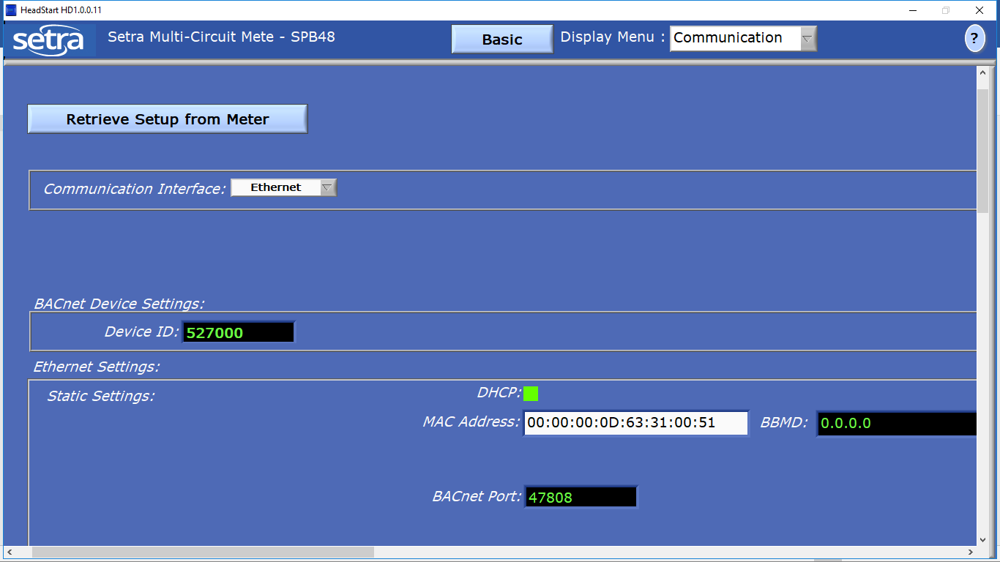 HeadStart HD1.0.0.11
setra
Setra Multi-Circuit Mete - SPB48
Basic
Display Menu :
Communication
?
Retrieve Setup from Meter
Communication Interface:
Ethernet
BACnet Device Settings:
Device ID:
527000
Ethernet Settings:
Static Settings:
DHCP:
MAC Address:
00:00:00:0D:63:31:00:51
BBMD:
0.0.0.0
BACnet Port:
47808